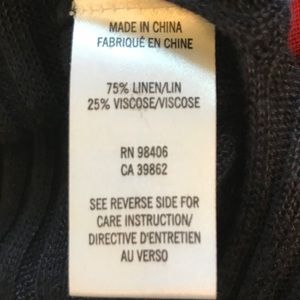 MADE IN CHINA
FABRIQUÉ EN CHINE
75% LINEN/LIN
25% VISCOSE/VISCOSE
RN 98406
CA 39862
SEE REVERSE SIDE FOR
CARE INSTRUCTION/
DIRECTIVE D'ENTRETIEN
AU VERSO